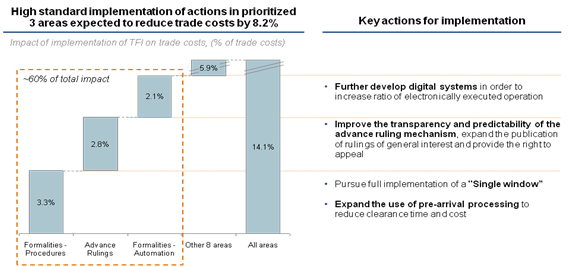 High standard implementation of actions in prioritized
3 areas expected to reduce trade costs by 8.2%
Impact of implementation of TFI on trade costs, (% of trade costs)
~60% of total impact
3.3%
2.8%
2.1%
5.9%
14.1%
Formalities -
Procedures
Advance
Rulings
Formalities -
Automation
Other 8 areas
All areas
Key actions for implementation
• Further develop digital systems in order to
increase ratio of electronically executed operation
• Improve the transparency and predictability of the
advance ruling mechanism, expand the publication
of rulings of general interest and provide the right to
appeal
• Pursue full implementation of a "Single window"
• Expand the use of pre-arrival processing to
reduce clearance time and cost